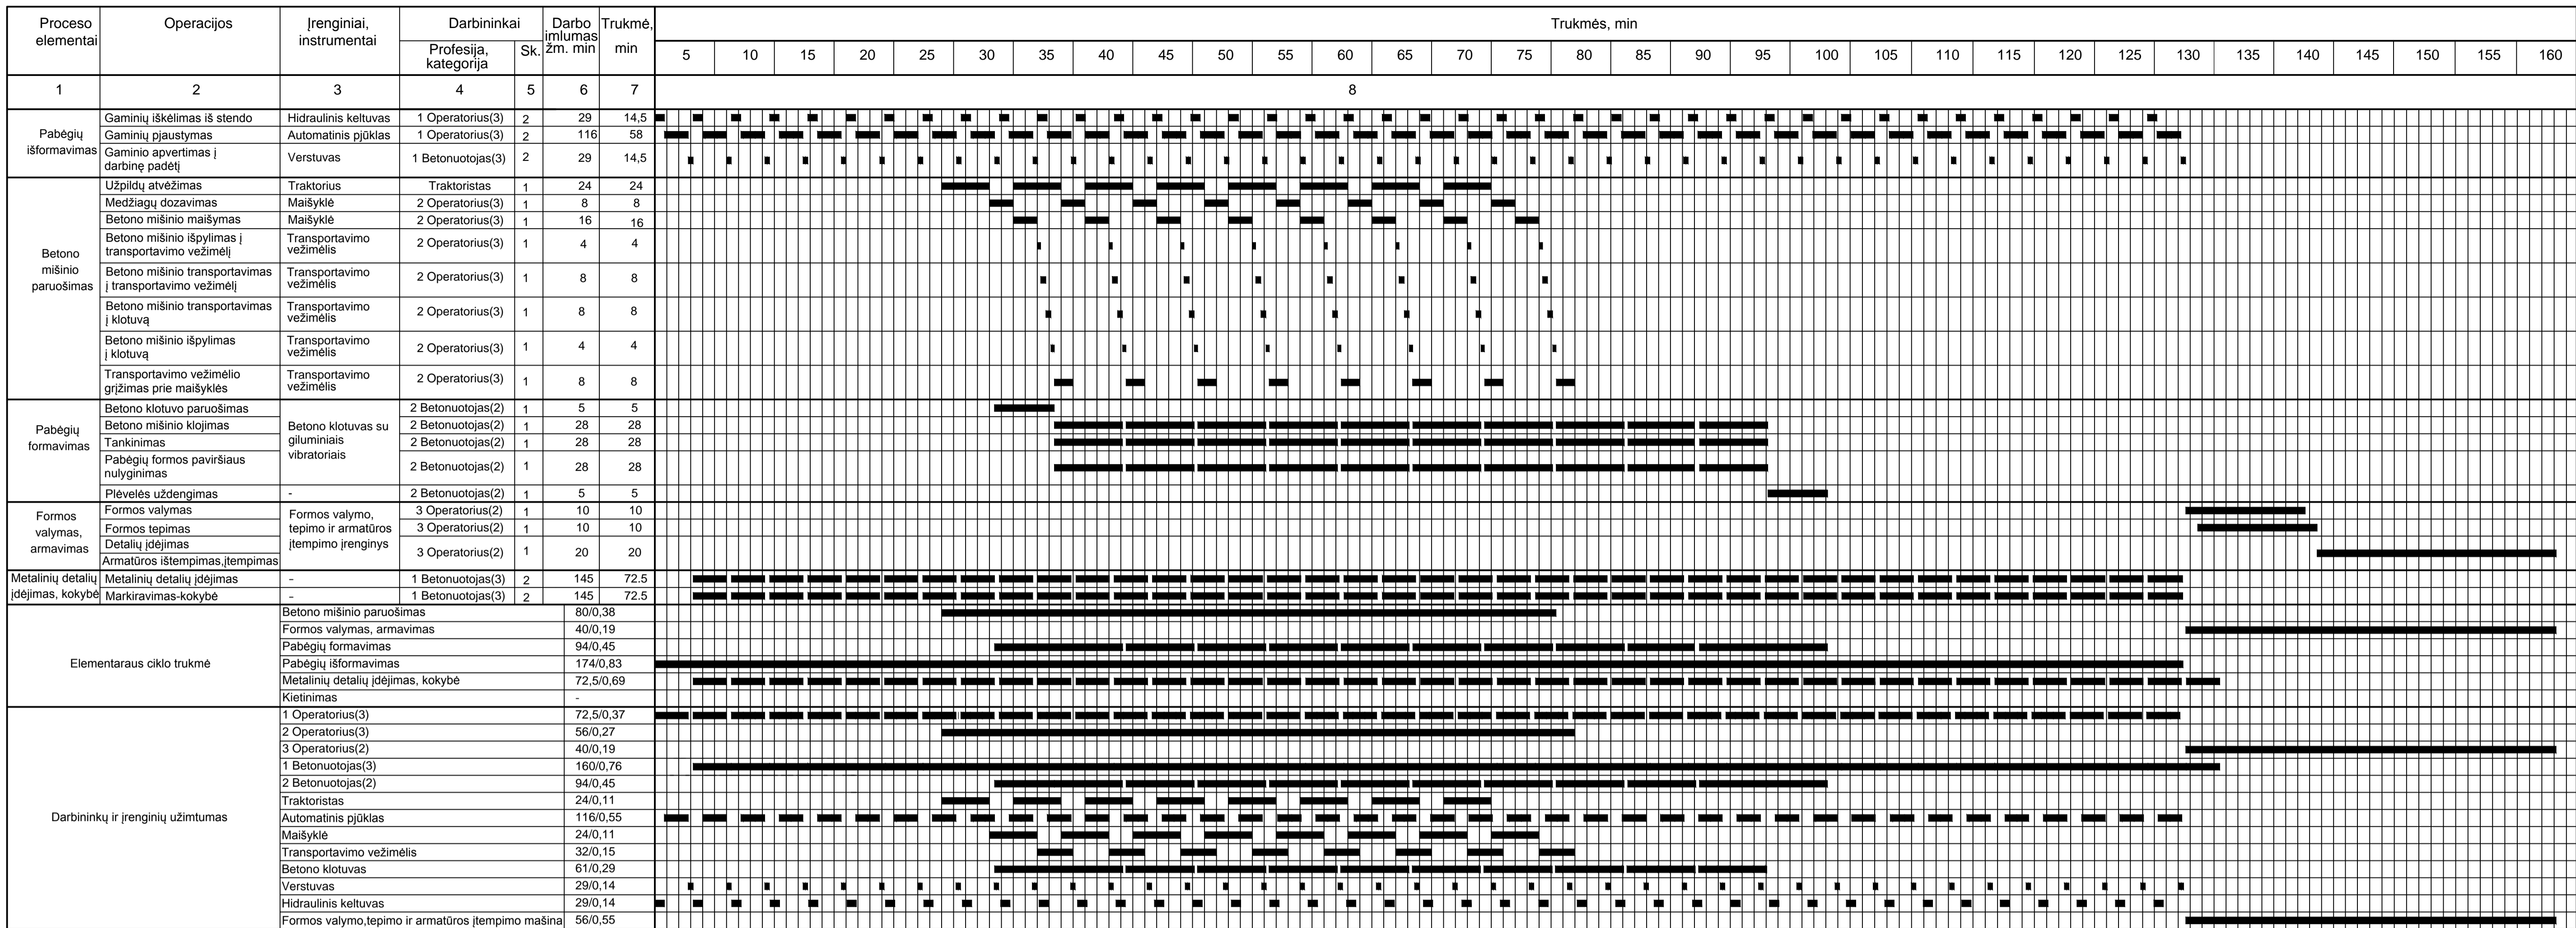 Proceso elementai
Operacijos
Įrenginiai, instrumentai
Darbininkai
Darbo imlumas žm. min
Trukmė, min
Trukmės, min
Profesija, kategorija
Sk.
5 10 15 20 25 30 35 40 45 50 55 60 65 70 75 80 85 90 95 100 105 110 115 120 125 130 135 140 145 150 155 160
1 2 3 4 5 6 7 8
Pabėgių išformavimas
Gaminių iškėlimas iš stendo Hidraulinis keltuvas 1 Operatorius(3) 2 29 14,5
Gaminių pjaustymas Automatinis pjūklas 1 Operatorius(3) 2 116 58
Gaminio apvertimas į darbinę padėtį Verstuvas 1 Betonuotojas(3) 2 29 14,5
Betono mišinio paruošimas
Užpildų atvėžimas Traktorius Traktoristas 1 24 24
Medžiagų dozavimas Maišyklė 2 Operatorius(3) 1 8 8
Betono mišinio maišymas Maišyklė 2 Operatorius(3) 1 16 16
Betono mišinio išpylimas į transportavimo vežimėlį Transportavimo vežimėlis 2 Operatorius(3) 1 4 4
Betono mišinio transportavimas į transportavimo vežimėlį Transportavimo vežimėlis 2 Operatorius(3) 1 8 8
Betono mišinio transportavimas į klotuvą Transportavimo vežimėlis 2 Operatorius(3) 1 8 8
Betono mišinio išpylimas į klotuvą Transportavimo vežimėlis 2 Operatorius(3) 1 4 4
Transportavimo vežimėlio grįžimas prie maišyklės Transportavimo vežimėlis 2 Operatorius(3) 1 8 8
Pabėgių formavimas
Betono klotuvo paruošimas 2 Betonuotojas(2) 1 5 5
Betono klotuvas su giluminiais vibratoriais
Betono mišinio klojimas 2 Betonuotojas(2) 1 28 28
Tankinimas 2 Betonuotojas(2) 1 28 28
Pabėgių formos paviršiaus nulyginimas 2 Betonuotojas(2) 1 28 28
Plėvelės uždengimas - 2 Betonuotojas(2) 1 5 5
Formos valymas, armavimas
Formos valymas 3 Operatorius(2) 1 10 10
Formos valymo, tepimo ir armatūros įtempimo įrenginys
Formos tepimas 3 Operatorius(2) 1 10 10
Detalių įdėjimas
3 Operatorius(2) 1 20 20
Armatūros ištempimas,įtempimas
Metalinių detalių įdėjimas, kokybė
Metalinių detalių įdėjimas - 1 Betonuotojas(3) 2 145 72.5
Markiravimas-kokybė - 1 Betonuotojas(3) 2 145 72.5
Elementaraus ciklo trukmė
Betono mišinio paruošimas 80/0,38
Formos valymas, armavimas 40/0,19
Pabėgių formavimas 94/0,45
Pabėgių išformavimas 174/0,83
Metalinių detalių įdėjimas, kokybė 72,5/0,69
Kietinimas -
Darbininkų ir įrenginių užimtumas
1 Operatorius(3) 72,5/0,37
2 Operatorius(3) 56/0,27
3 Operatorius(2) 40/0,19
1 Betonuotojas(3) 160/0,76
2 Betonuotojas(2) 94/0,45
Traktoristas 24/0,11
Automatinis pjūklas 116/0,55
Maišyklė 24/0,11
Transportavimo vežimėlis 32/0,15
Betono klotuvas 61/0,29
Verstuvas 29/0,14
Hidraulinis keltuvas 29/0,14
Formos valymo,tepimo ir armatūros įtempimo mašina 56/0,55